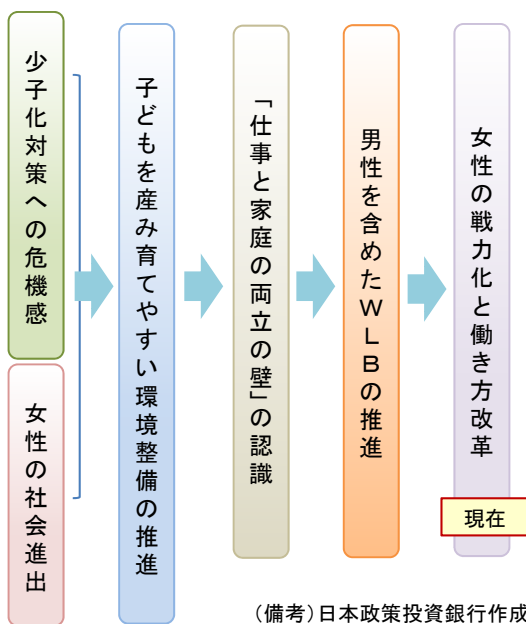 少子化対策への危機感
女性の社会進出
子どもを産み育てやすい環境整備の推進
「仕事と家庭の両立の壁」の認識
男性を含めたWLBの推進
女性の戦力化と働き方改革
現在
(備考)日本政策投資銀行作成